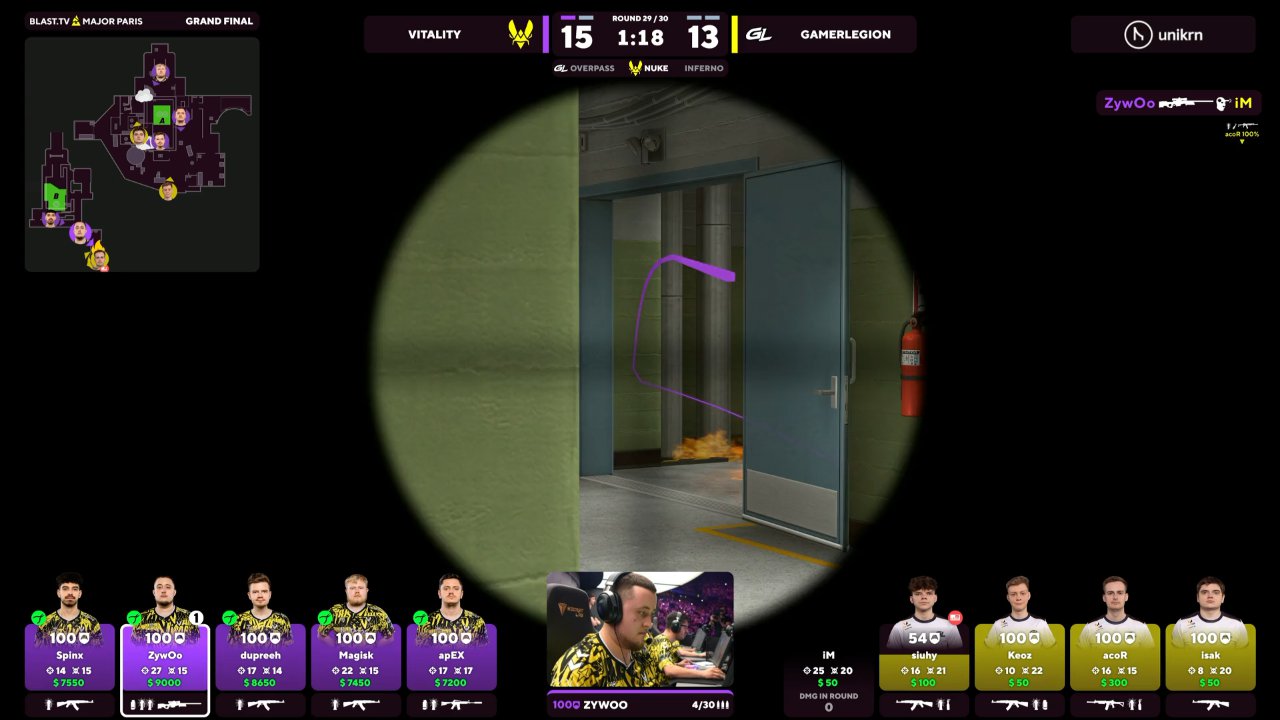 BLAST.TV MAJOR PARIS GRAND FINAL
VITALITY 15 ROUND 29 / 30 1:18 13 GL GAMERLEGION
GL OVERPASS NUKE INFERNO
unikrn
ZywOo iM
acoR 100%
A
B
100 ZYWOO 4/30
100 Spinx 14 15 $7550
1 100 ZywOo 27 15 $9000
100 dupreeh 17 14 $8650
100 Magisk 22 15 $7450
100 apEX 17 17 $7200
iM 25 20 $50 DMG IN ROUND 0
54 siuhy 16 21 $100
100 Keoz 10 22 $50
100 acoR 16 15 $300
100 isak 8 20 $50